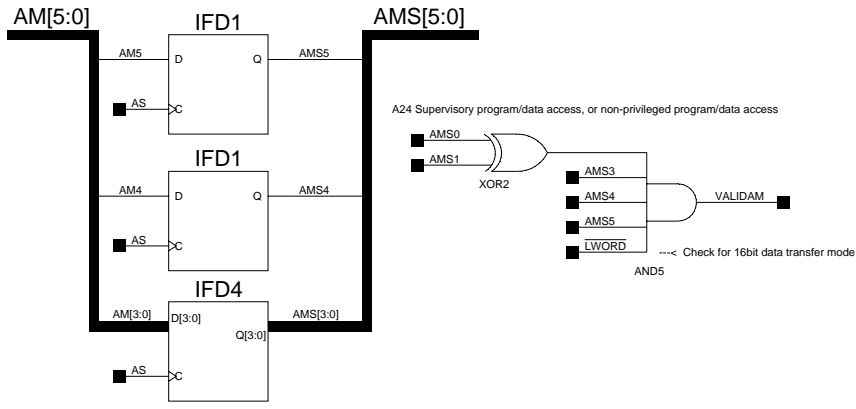 AM[5:0]
AMS[5:0]
IFD1
AM5
D
Q
AMS5
AS
C
IFD1
AM4
D
Q
AMS4
AS
C
IFD4
AM[3:0]
D[3:0]
Q[3:0]
AMS[3:0]
AS
C
A24 Supervisory program/data access, or non-privileged program/data access
AMS0
AMS1
XOR2
AMS3
AMS4
AMS5
LWORD
AND5
VALIDAM
---< Check for 16bit data transfer mode